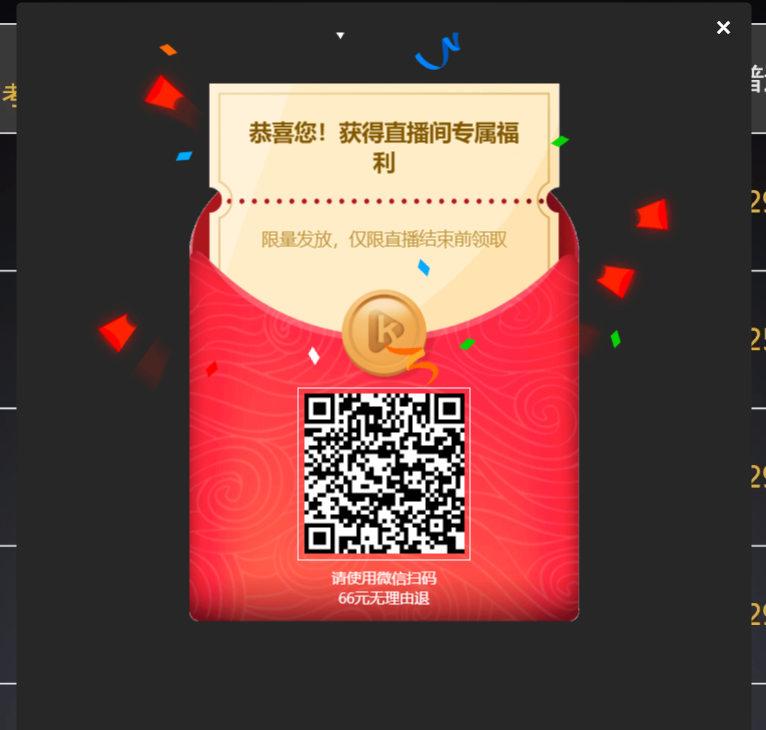 恭喜您！获得直播间专属福
利
限量发放，仅限直播结束前领取
k
请使用微信扫码
66元无理由退